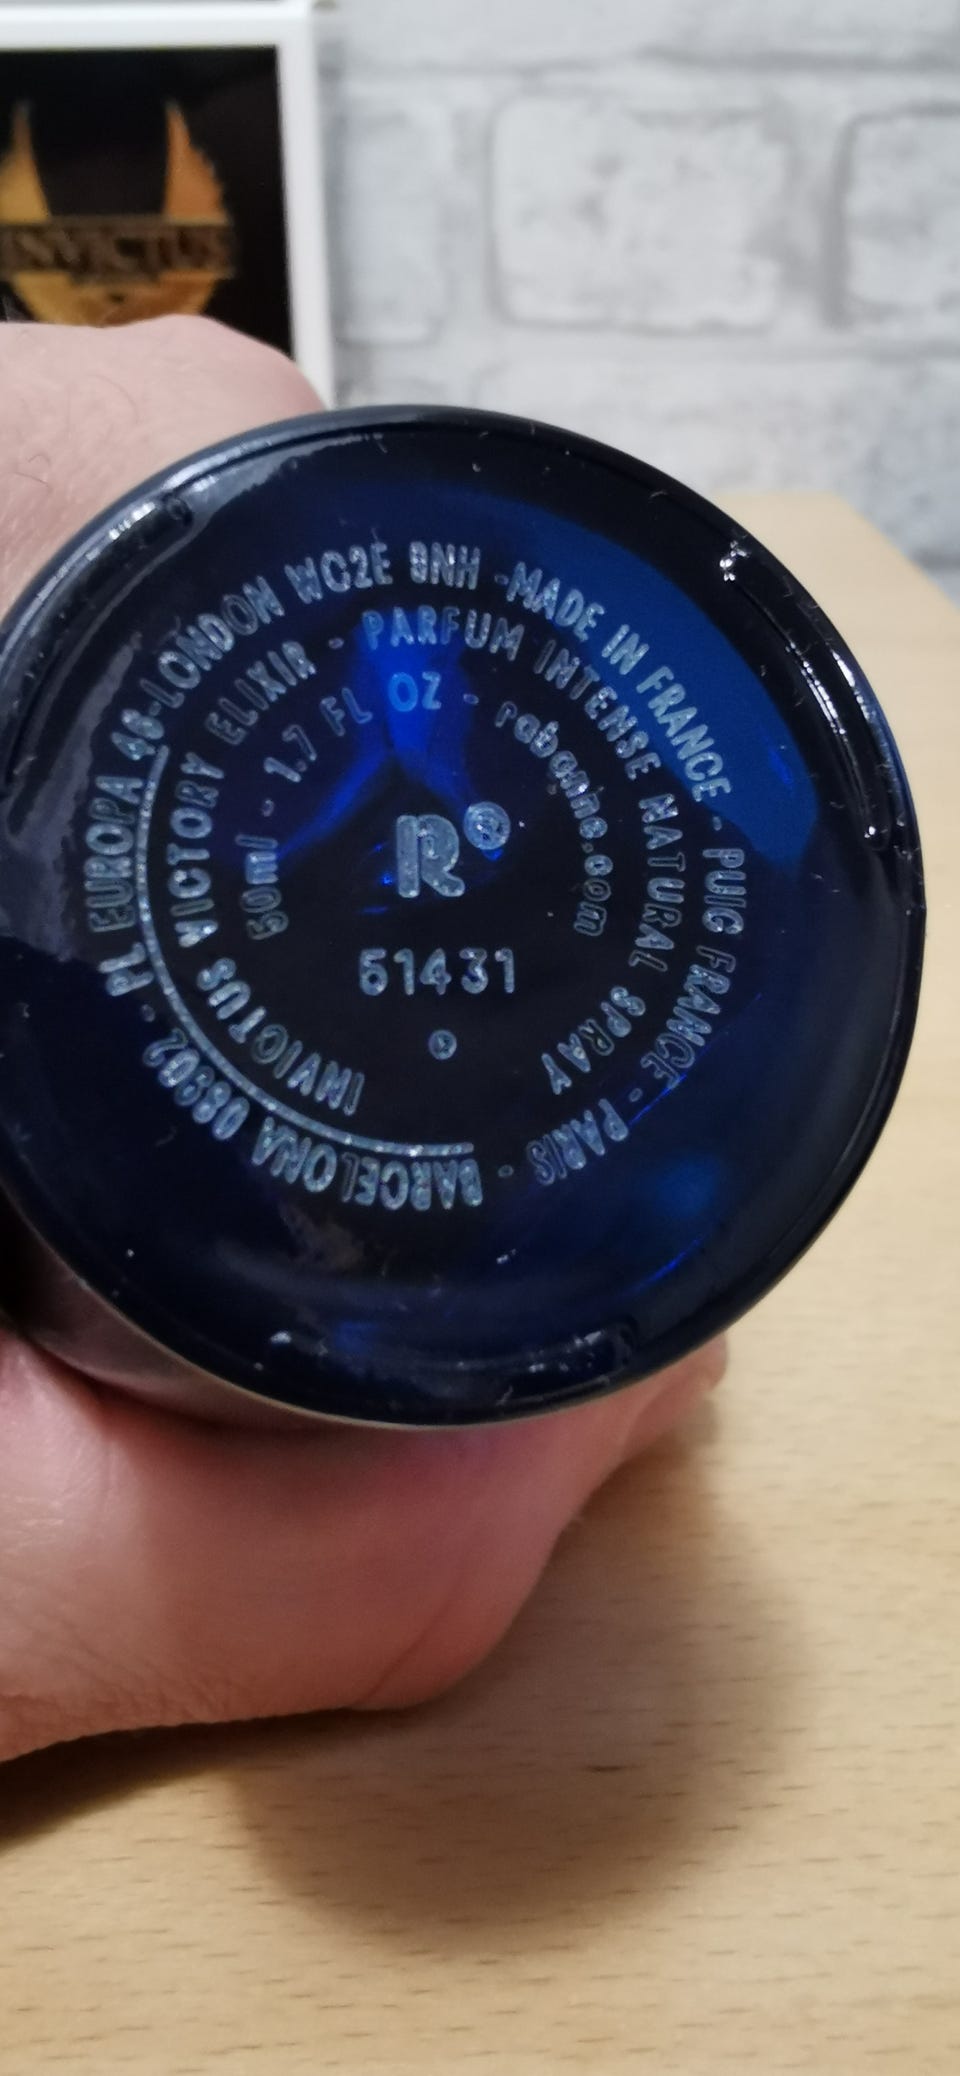 INVICTUS
BARCELONA 08902 - PL EUROPA 46-LONDON WC2E 9NH -MADE IN FRANCE - PUIG FRANCE - PARIS -
INVICTUS VICTORY ELIXIR - PARFUM INTENSE NATURAL SPRAY
50ml - 1.7 FL OZ - rabanne.com
R®
51431